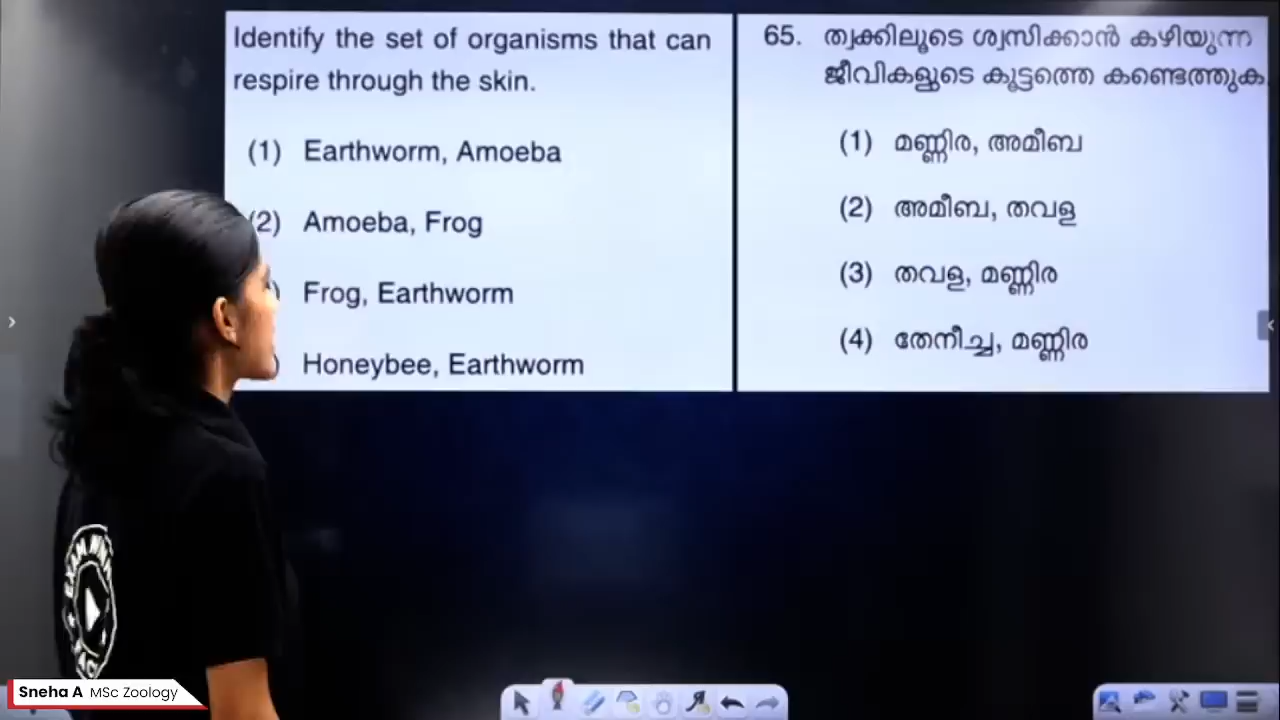 Identify the set of organisms that can
respire through the skin.
(1) Earthworm, Amoeba
(2) Amoeba, Frog
Frog, Earthworm
Honeybee, Earthworm
65. ത്വക്കിലൂടെ ശ്വസിക്കാൻ കഴിയുന്ന
ജീവികളുടെ കൂട്ടത്തെ കണ്ടെത്തുക
(1) മണ്ണിര, അമീബ
(2) അമീബ, തവള
(3) തവള, മണ്ണിര
(4) തേനീച്ച, മണ്ണിര
EXAM
Sneha A MSc Zoology